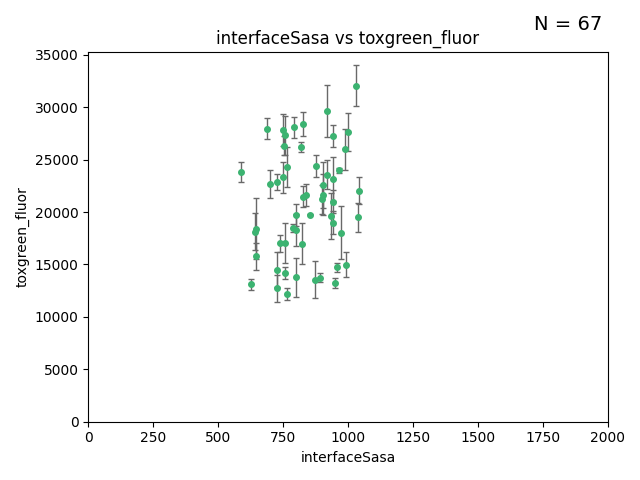 N = 67
interfaceSasa vs toxgreen_fluor
35000
30000
25000
20000
15000
10000
5000
0
toxgreen_fluor
0 250 500 750 1000 1250 1500 1750 2000
interfaceSasa